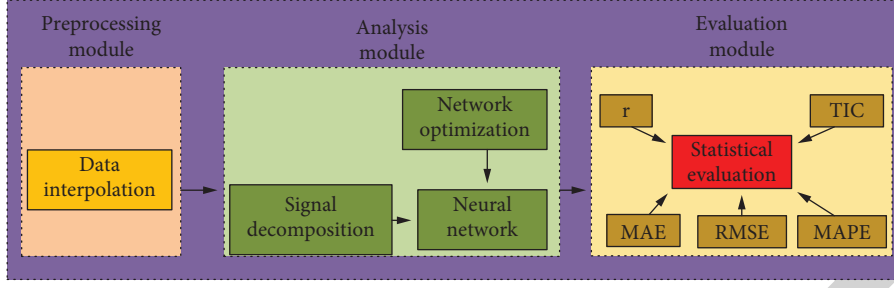 Preprocessing
module
Analysis
module
Evaluation
module
Data
interpolation
Signal
decomposition
Network
optimization
Neural
network
r
TIC
Statistical
evaluation
MAE
RMSE
MAPE